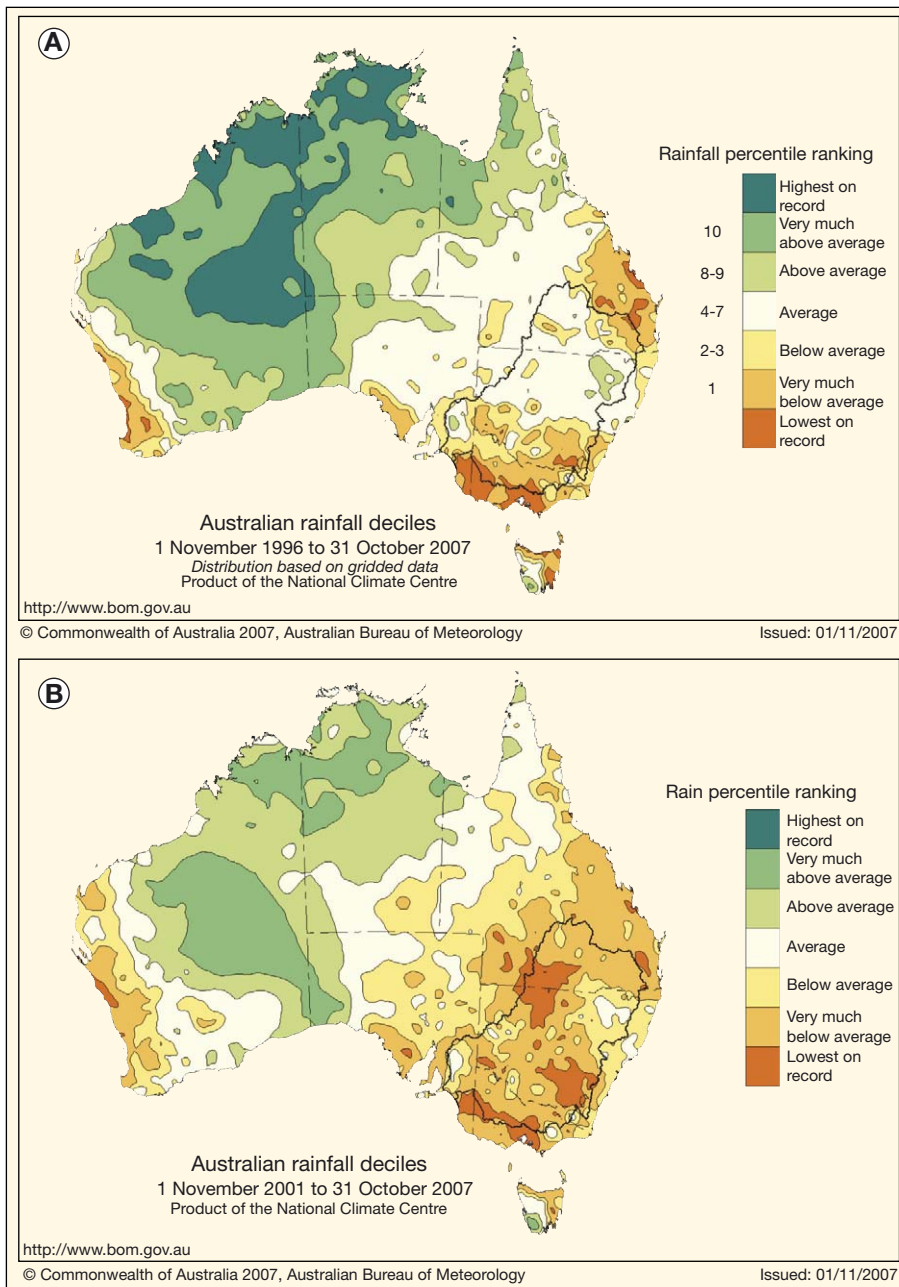 A
Rainfall percentile ranking
Highest on
record
10
Very much
above average
8-9
Above average
4-7
Average
2-3
Below average
1
Very much
below average
Lowest on
record
Australian rainfall deciles
1 November 1996 to 31 October 2007
Distribution based on gridded data
Product of the National Climate Centre
http://www.bom.gov.au
© Commonwealth of Australia 2007, Australian Bureau of Meteorology
Issued: 01/11/2007
B
Rain percentile ranking
Highest on
record
Very much
above average
Above average
Average
Below average
Very much
below average
Lowest on
record
Australian rainfall deciles
1 November 2001 to 31 October 2007
Product of the National Climate Centre
http://www.bom.gov.au
© Commonwealth of Australia 2007, Australian Bureau of Meteorology
Issued: 01/11/2007